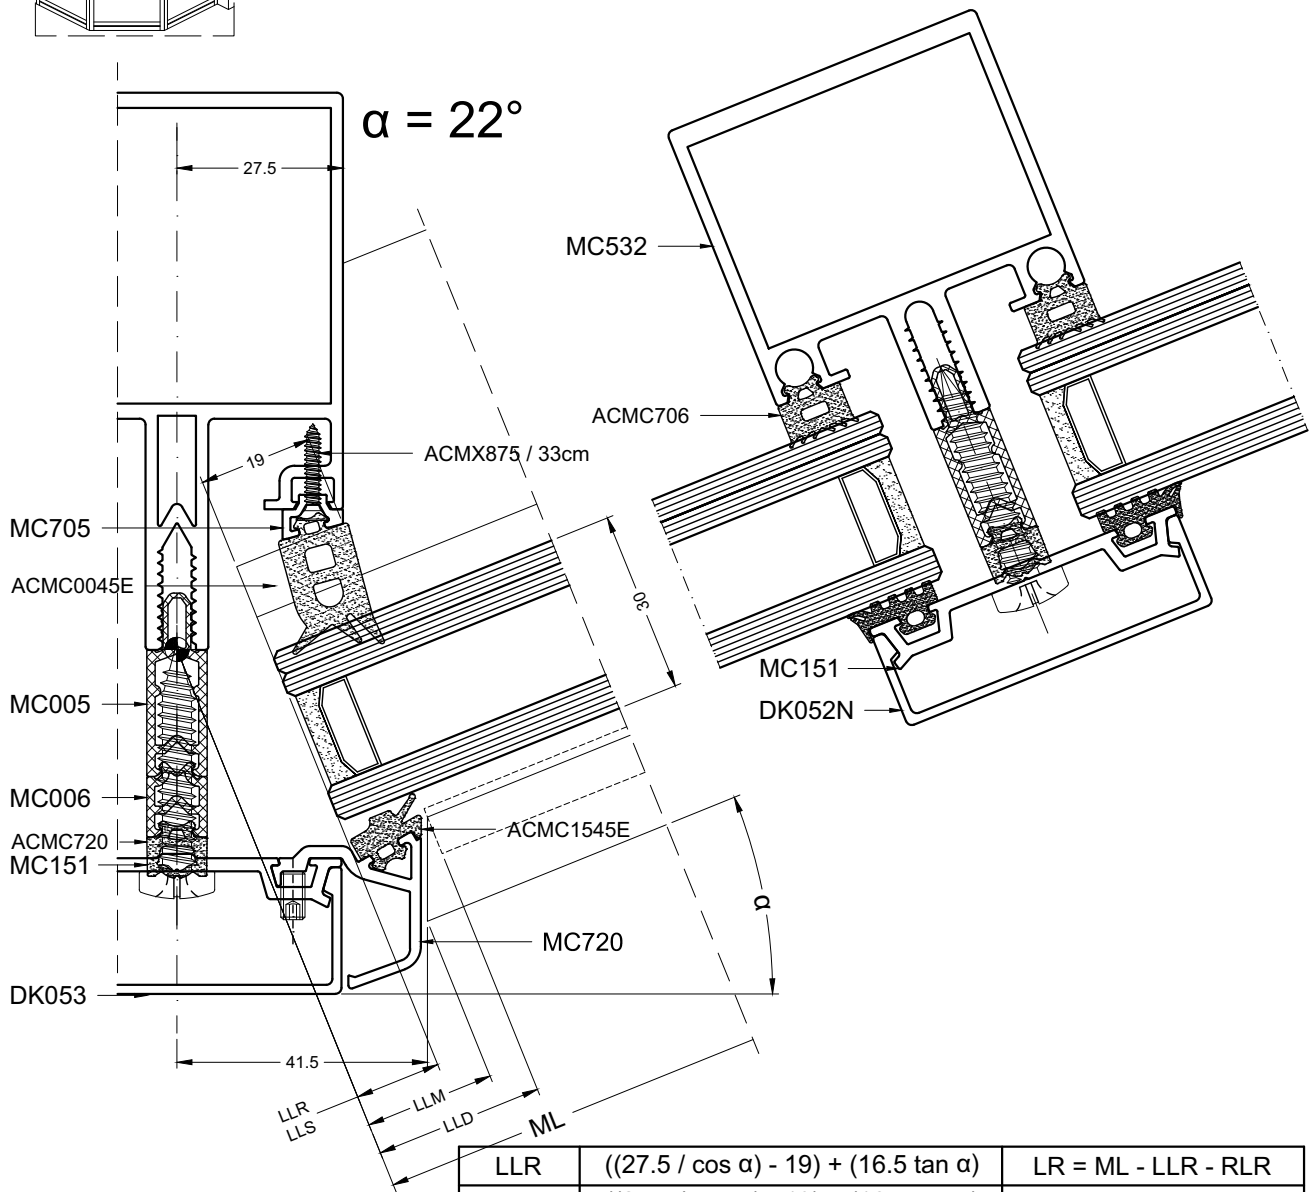 α = 22°
27.5
MC532
ACMC706
19
ACMX875 / 33cm
MC705
ACMC0045E
30
MC151
DK052N
MC005
MC006
ACMC720
MC151
ACMC1545E
α
MC720
DK053
41.5
LLR
LLS
LLM
LLD
ML
LLR ((27.5 / cos α) - 19) + (16.5 tan α) LR = ML - LLR - RLR